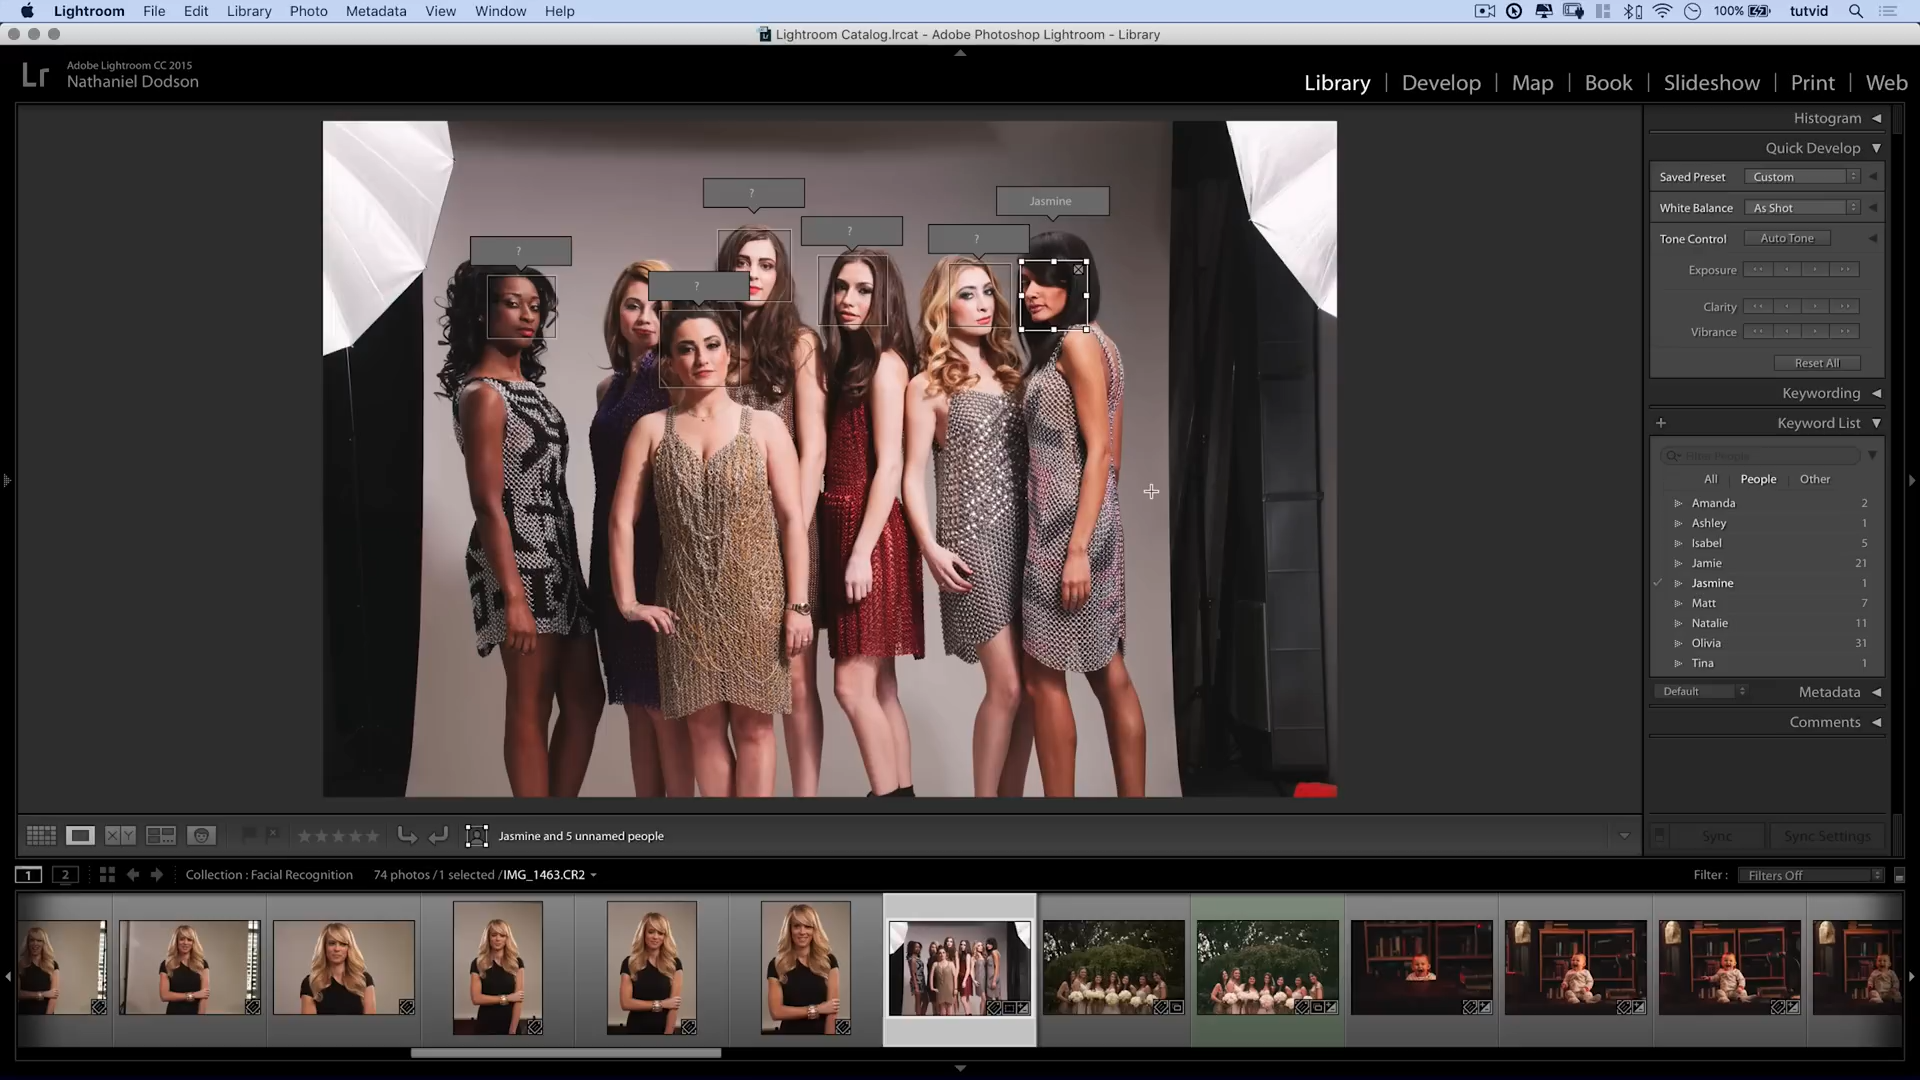 Lightroom File Edit Library Photo Metadata View Window Help 100% tutvid
Lightroom Catalog.lrcat - Adobe Photoshop Lightroom - Library
Lr Adobe Lightroom CC 2015
Nathaniel Dodson
Library | Develop | Map | Book | Slideshow | Print | Web
Histogram
Quick Develop
Saved Preset Custom
White Balance As Shot
Tone Control Auto Tone
Exposure
Clarity
Vibrance
Reset All
Keywording
+ Keyword List
Filter People
All People Other
Amanda 2
Ashley 1
Isabel 5
Jamie 21
Jasmine 1
Matt 7
Natalie 11
Olivia 31
Tina 1
Default Metadata
Comments
?
Jasmine
?
?
?
?
X Y Jasmine and 5 unnamed people
Sync Sync Settings
1 2 Collection : Facial Recognition 74 photos / 1 selected / IMG_1463.CR2
Filter : Filters Off